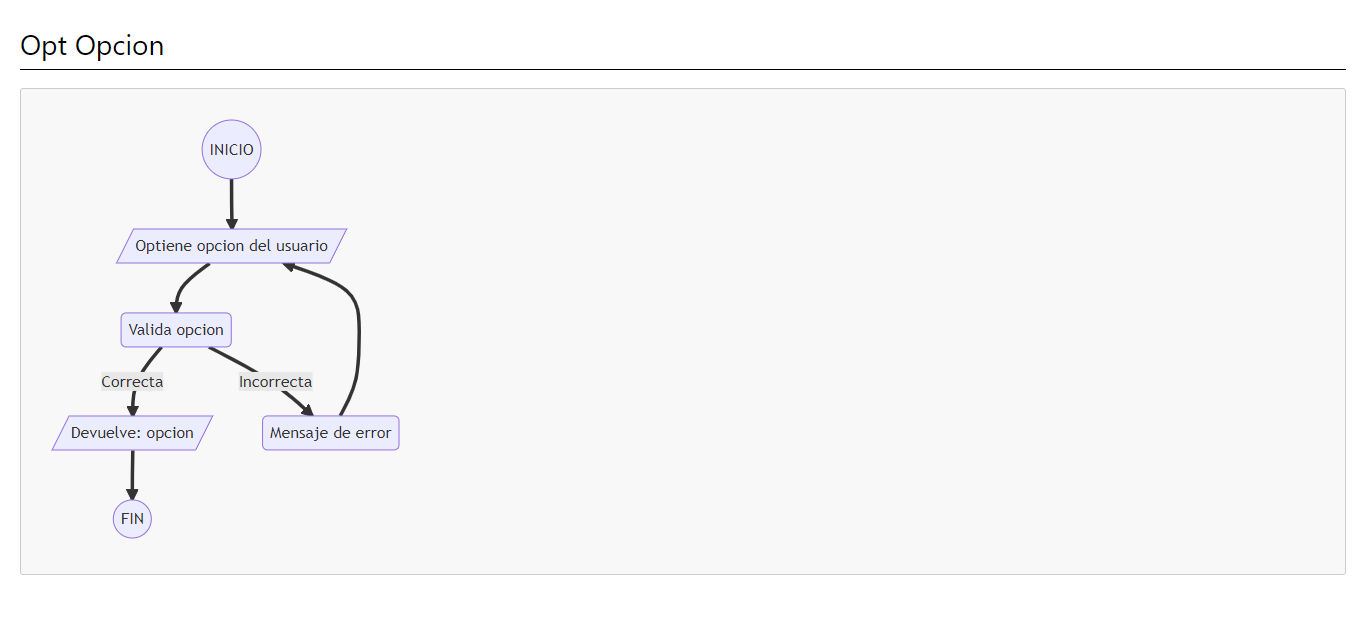 Opt Opcion
INICIO
Optiene opcion del usuario
Valida opcion
Correcta
Incorrecta
Devuelve: opcion
Mensaje de error
FIN